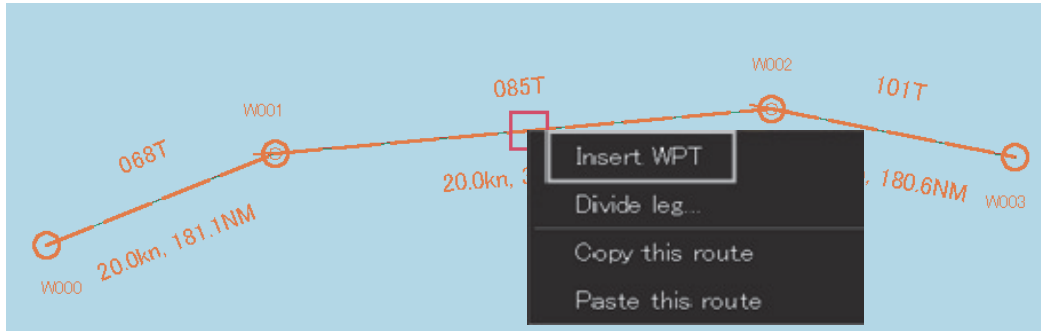 W000
068T
20.0kn, 181.1NM
W001
085T
20.0kn,
W002
101T
, 180.6NM
W003
Insert WPT
Divide leg...
Copy this route
Paste this route